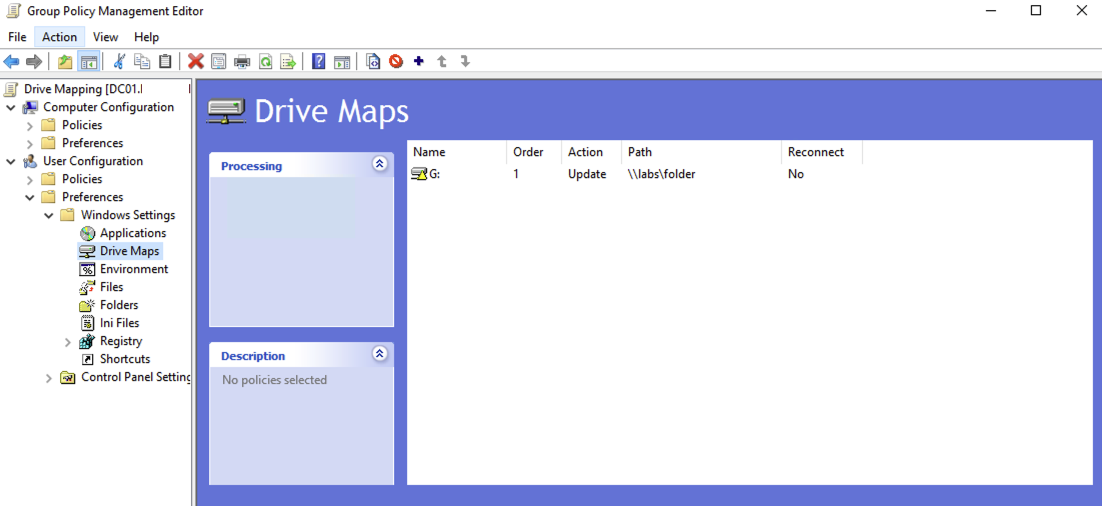 Group Policy Management Editor
File Action View Help
Drive Mapping [DC01.
Computer Configuration
Policies
Preferences
User Configuration
Policies
Preferences
Windows Settings
Applications
Drive Maps
Environment
Files
Folders
Ini Files
Registry
Shortcuts
Control Panel Setting
Drive Maps
Processing
Description
No policies selected
Name Order Action Path Reconnect
G: 1 Update \\labs\folder No